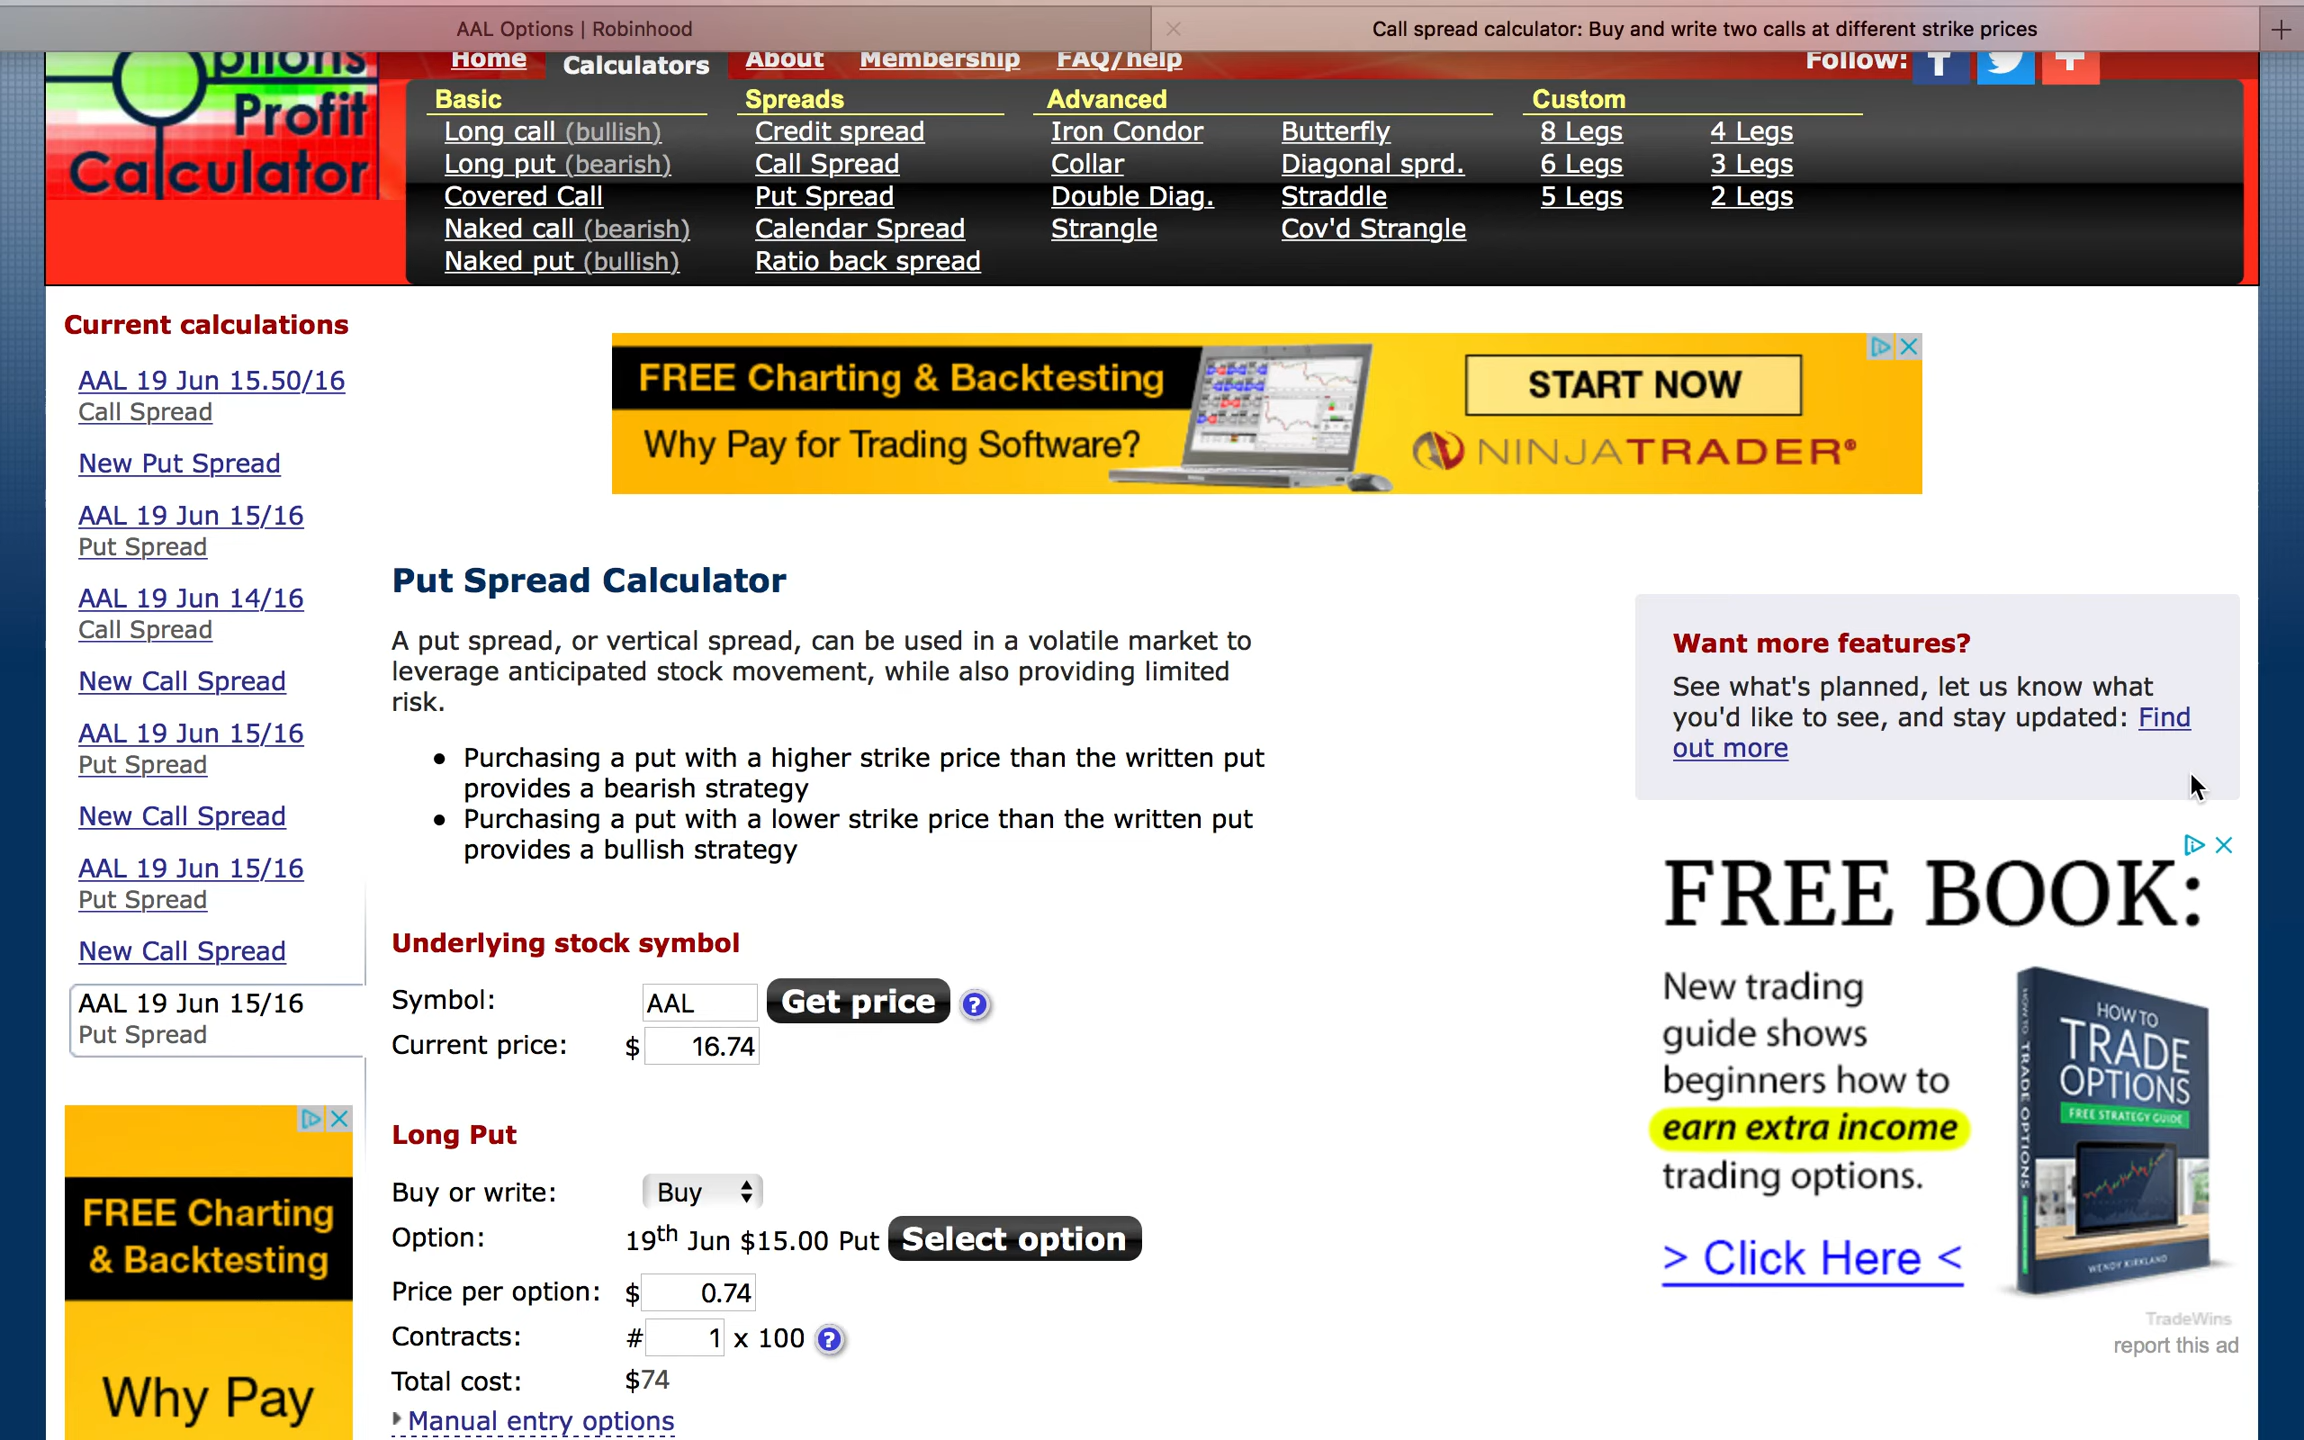 AAL Options | Robinhood
Call spread calculator: Buy and write two calls at different strike prices
Options
Profit
Calculator
Home
Calculators
About
Membership
FAQ/help
Follow:
Basic
Long call (bullish)
Long put (bearish)
Covered Call
Naked call (bearish)
Naked put (bullish)
Spreads
Credit spread
Call Spread
Put Spread
Calendar Spread
Ratio back spread
Advanced
Iron Condor
Collar
Double Diag.
Strangle
Butterfly
Diagonal sprd.
Straddle
Cov'd Strangle
Custom
8 Legs
6 Legs
5 Legs
4 Legs
3 Legs
2 Legs
Current calculations
AAL 19 Jun 15.50/16
Call Spread
New Put Spread
AAL 19 Jun 15/16
Put Spread
AAL 19 Jun 14/16
Call Spread
New Call Spread
AAL 19 Jun 15/16
Put Spread
New Call Spread
AAL 19 Jun 15/16
Put Spread
New Call Spread
AAL 19 Jun 15/16
Put Spread
FREE Charting
& Backtesting
Why Pay
FREE Charting & Backtesting
Why Pay for Trading Software?
START NOW
NINJATRADER®
Put Spread Calculator
A put spread, or vertical spread, can be used in a volatile market to
leverage anticipated stock movement, while also providing limited
risk.
• Purchasing a put with a higher strike price than the written put
provides a bearish strategy
• Purchasing a put with a lower strike price than the written put
provides a bullish strategy
Underlying stock symbol
Symbol: AAL Get price ?
Current price: $ 16.74
Long Put
Buy or write: Buy
Option: 19th Jun $15.00 Put Select option
Price per option: $ 0.74
Contracts: # 1 x 100 ?
Total cost: $74
Manual entry options
Want more features?
See what's planned, let us know what
you'd like to see, and stay updated: Find
out more
FREE BOOK:
New trading
guide shows
beginners how to
earn extra income
trading options.
> Click Here <
HOW TO TRADE OPTIONS
HOW TO
TRADE
OPTIONS
FREE STRATEGY GUIDE
WENDY KIRKLAND
TradeWins
report this ad